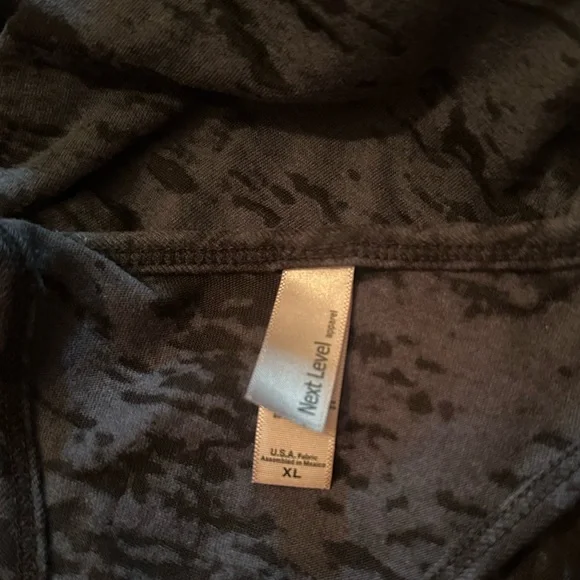 Next Level
apparel
U.S.A. Fabric
Assembled in Mexico
XL